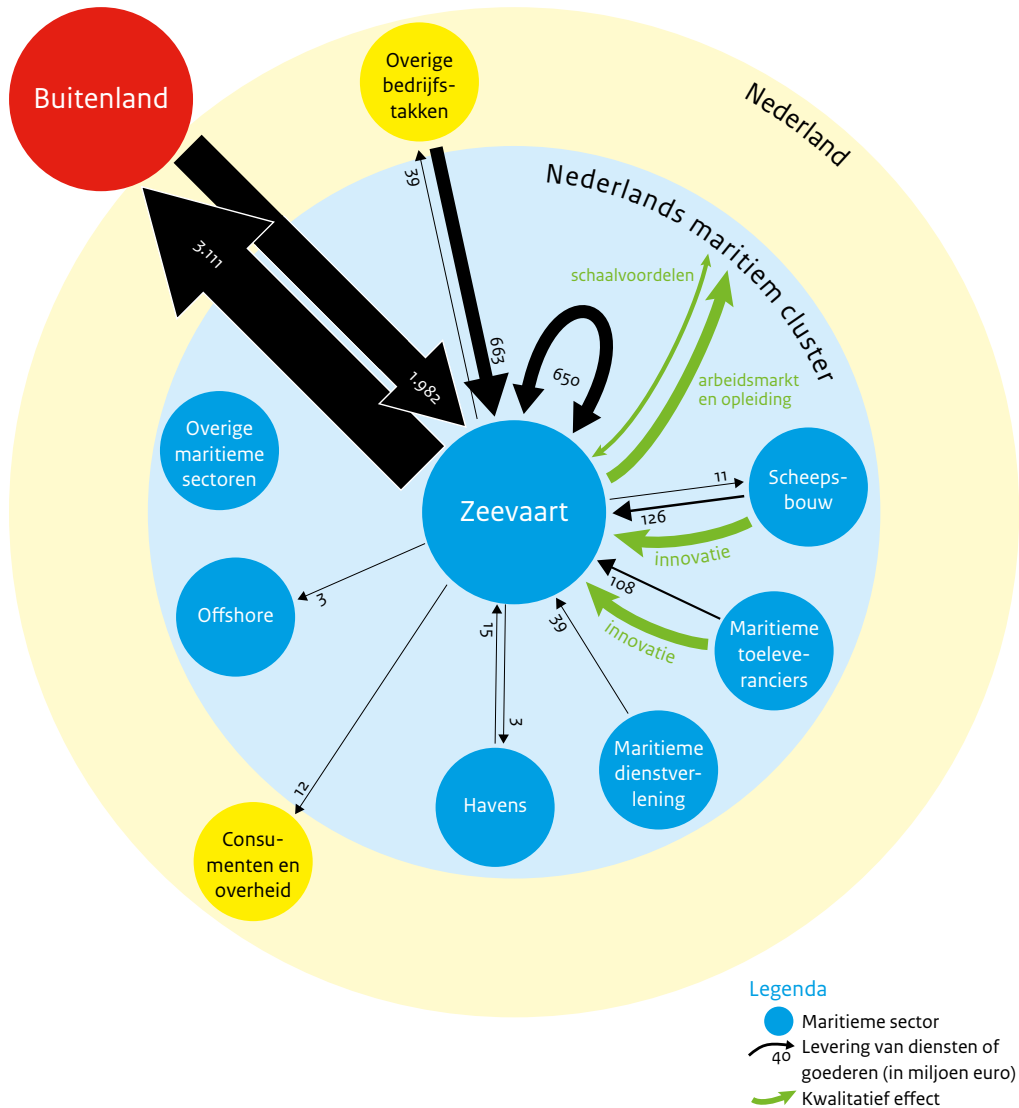 Buitenland
Overige
bedrijfs-
takken
Nederland
Nederlands maritiem cluster
39
3.111
1.982
663
650
schaalvoordelen
arbeidsmarkt
en opleiding
Overige
maritieme
sectoren
Zeevaart
11
126
Scheeps-
bouw
innovatie
108
innovatie
Maritieme
toeleve-
ranciers
Offshore
3
39
15
3
12
Maritieme
dienstver-
lening
Havens
Consu-
menten en
overheid
Legenda
Maritieme sector
40
Levering van diensten of
goederen (in miljoen euro)
Kwalitatief effect